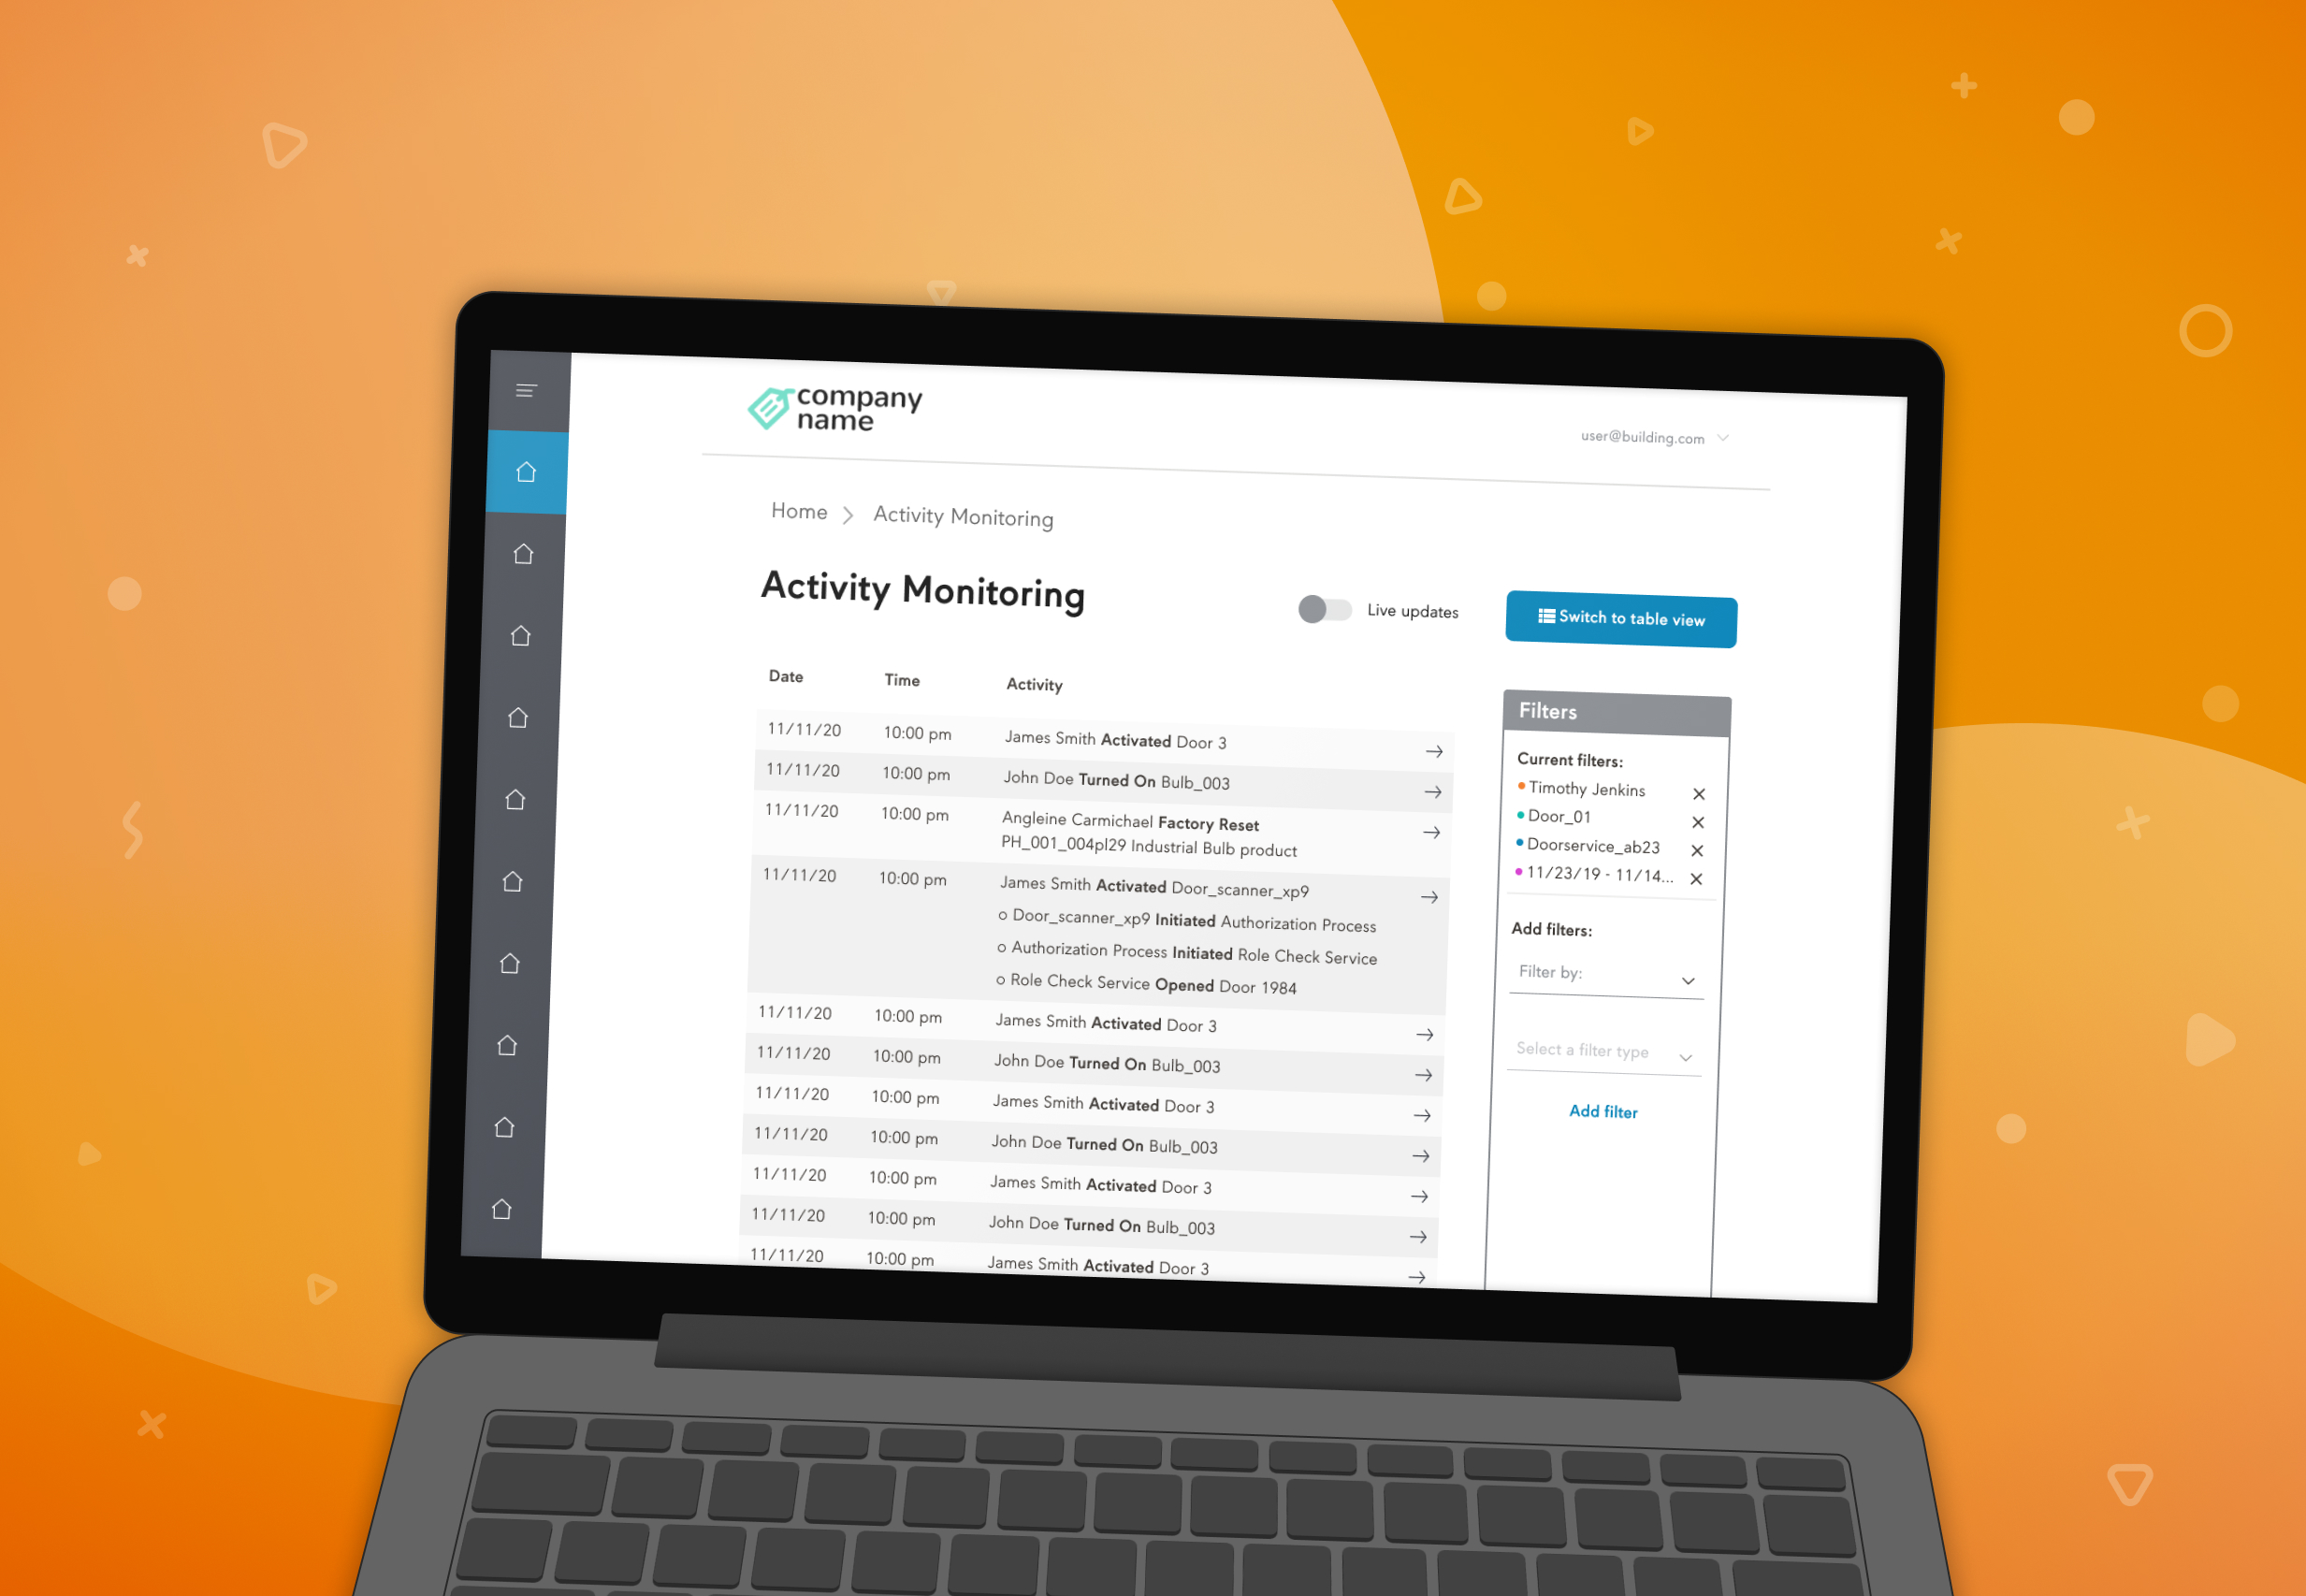 company
name
user@building.com
Home Activity Monitoring
Activity Monitoring
Live updates
Switch to table view
Date Time Activity
11/11/20 10:00 pm James Smith Activated Door 3
11/11/20 10:00 pm John Doe Turned On Bulb_003
11/11/20 10:00 pm Angleine Carmichael Factory Reset
PH_001_004pl29 Industrial Bulb product
11/11/20 10:00 pm James Smith Activated Door_scanner_xp9
Door_scanner_xp9 Initiated Authorization Process
Authorization Process Initiated Role Check Service
Role Check Service Opened Door 1984
11/11/20 10:00 pm James Smith Activated Door 3
11/11/20 10:00 pm John Doe Turned On Bulb_003
11/11/20 10:00 pm James Smith Activated Door 3
11/11/20 10:00 pm John Doe Turned On Bulb_003
11/11/20 10:00 pm James Smith Activated Door 3
11/11/20 10:00 pm John Doe Turned On Bulb_003
11/11/20 10:00 pm James Smith Activated Door 3
Filters
Current filters:
Timothy Jenkins
Door_01
Doorservice_ab23
11/23/19 - 11/14...
Add filters:
Filter by:
Select a filter type
Add filter